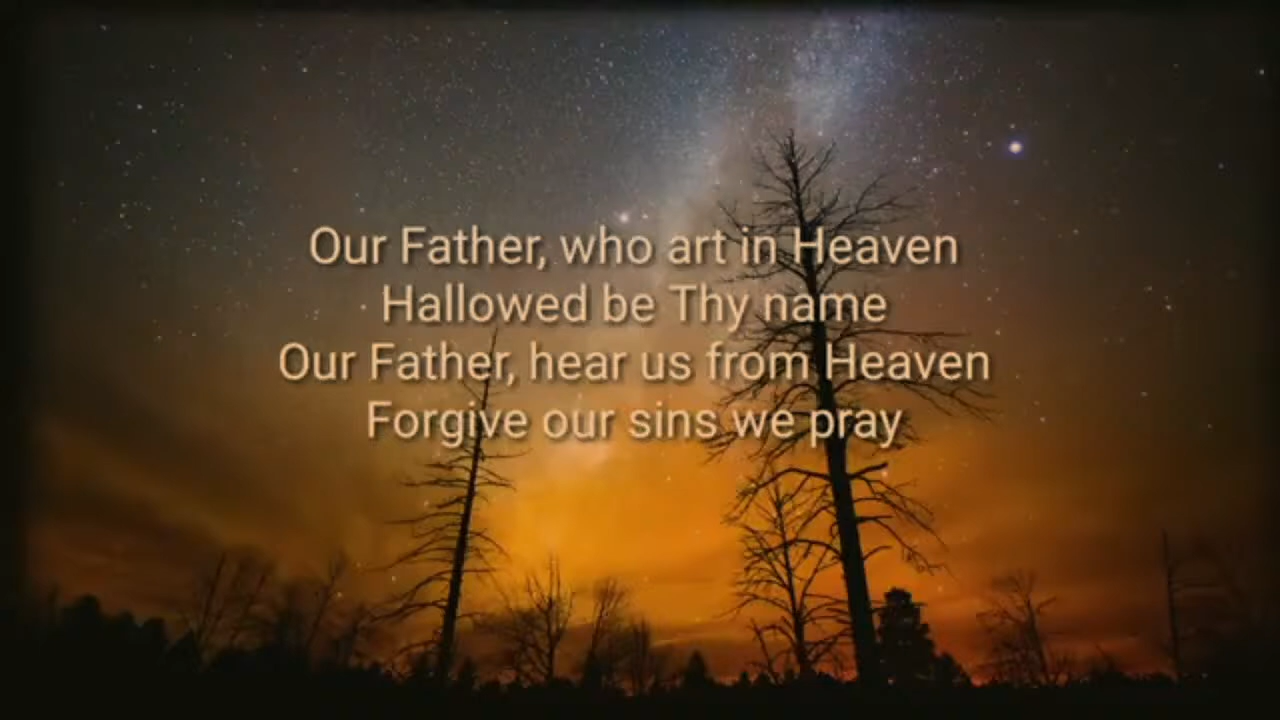 Our Father, who art in Heaven
Hallowed be Thy name
Our Father, hear us from Heaven
Forgive our sins we pray